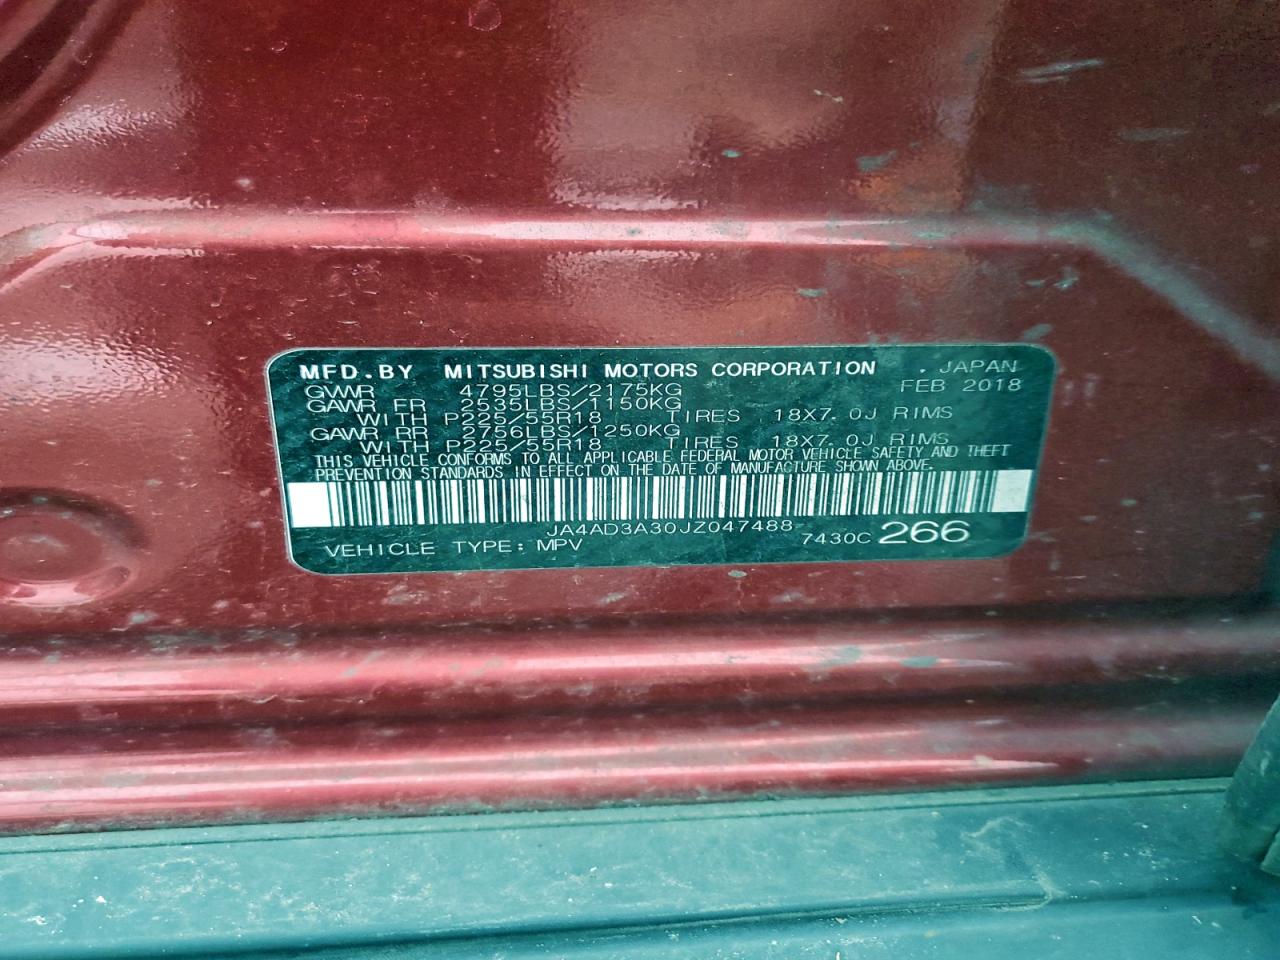 MFD.BY MITSUBISHI MOTORS CORPORATION . JAPAN
GVWR 4795LBS/2175KG FEB 2018
GAWR FR 2535LBS/1150KG
WITH P225/55R18 TIRES , 18X7.0J RIMS
GAWR RR 2756LBS/1250KG
WITH P225/55R18 TIRES , 18X7.0J RIMS
THIS VEHICLE CONFORMS TO ALL APPLICABLE FEDERAL MOTOR VEHICLE SAFETY AND THEFT
PREVENTION STANDARDS IN EFFECT ON THE DATE OF MANUFACTURE SHOWN ABOVE.
JA4AD3A30JZ047488
VEHICLE TYPE: MPV 7430C 266